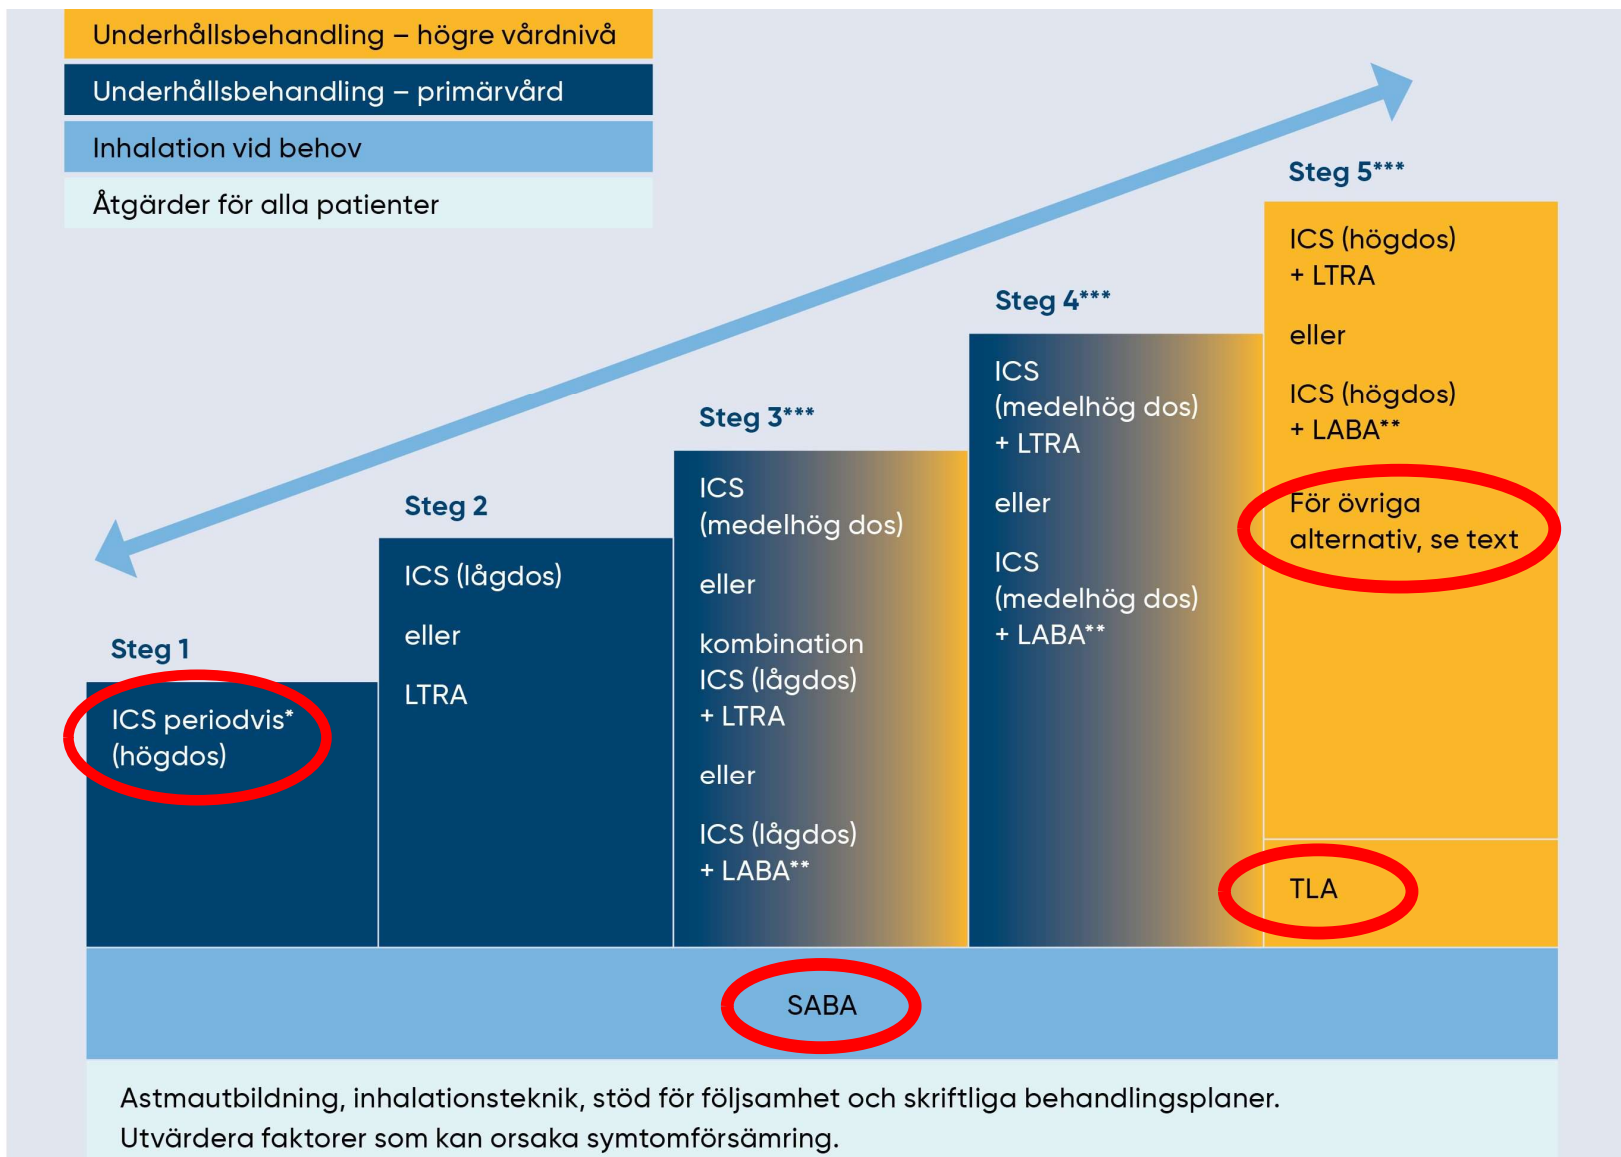 Underhållsbehandling – högre vårdnivå
Underhållsbehandling – primärvård
Inhalation vid behov
Åtgärder för alla patienter
Steg 1
ICS periodvis*
(högdos)
Steg 2
ICS (lågdos)
eller
LTRA
Steg 3***
ICS
(medelhög dos)
eller
kombination
ICS (lågdos)
+ LTRA
eller
ICS (lågdos)
+ LABA**
Steg 4***
ICS
(medelhög dos)
+ LTRA
eller
ICS
(medelhög dos)
+ LABA**
Steg 5***
ICS (högdos)
+ LTRA
eller
ICS (högdos)
+ LABA**
För övriga
alternativ, se text
TLA
SABA
Astmautbildning, inhalationsteknik, stöd för följsamhet och skriftliga behandlingsplaner.
Utvärdera faktorer som kan orsaka symtomförsämring.